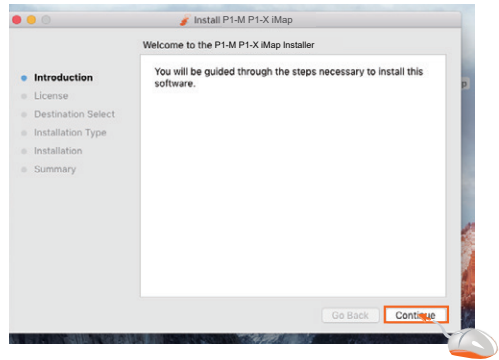 Install P1-M P1-X iMap
Welcome to the P1-M P1-X iMap Installer
Introduction
License
Destination Select
Installation Type
Installation
Summary
You will be guided through the steps necessary to install this
software.
Go Back
Continue